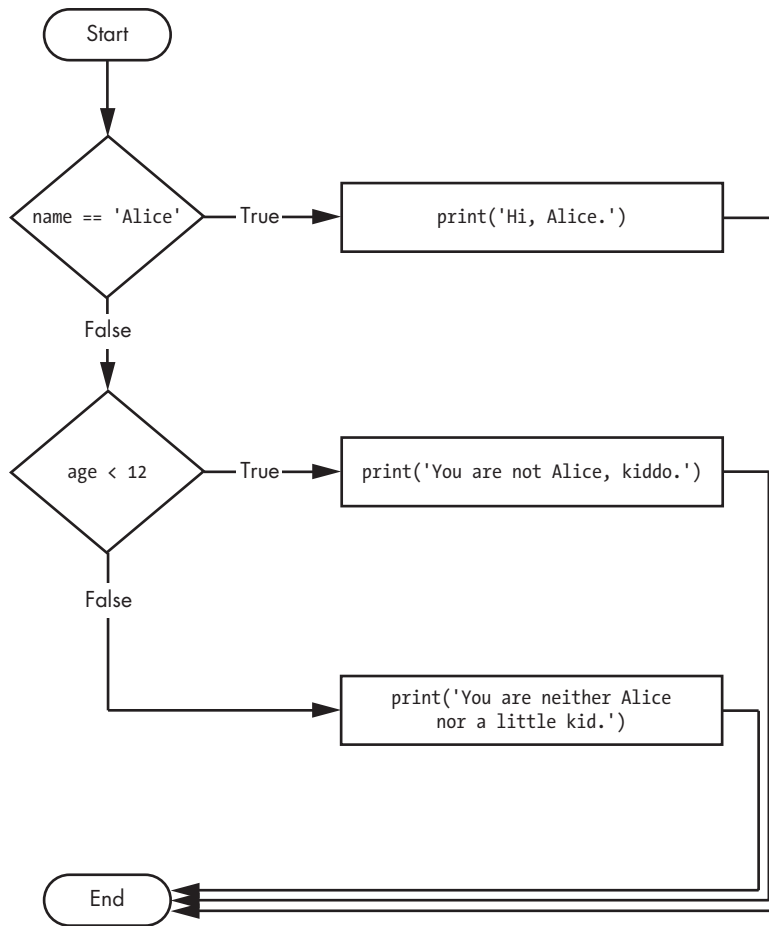 Start
name == 'Alice'
True
print('Hi, Alice.')
False
age < 12
True
print('You are not Alice, kiddo.')
False
print('You are neither Alice
nor a little kid.')
End